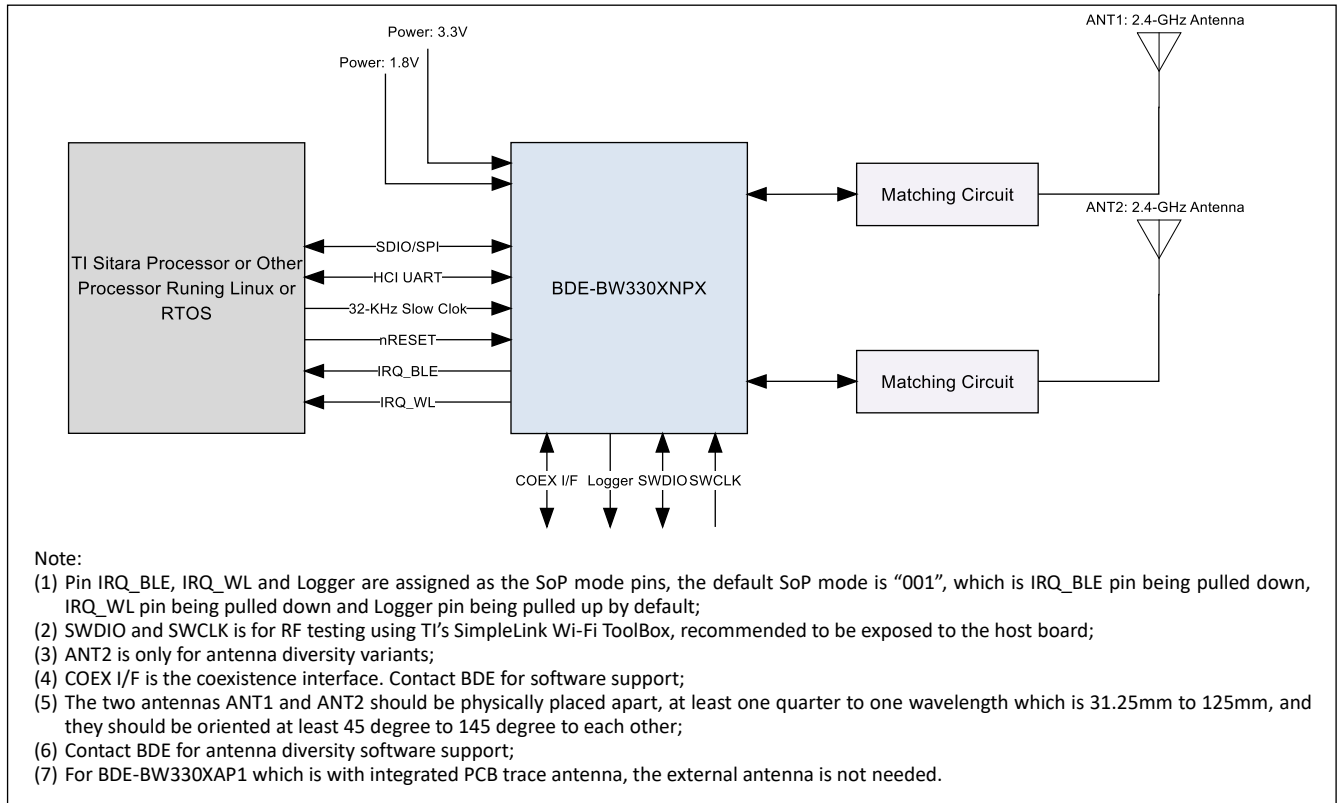 Power: 3.3V
Power: 1.8V
ANT1: 2.4-GHz Antenna
TI Sitara Processor or Other
Processor Runing Linux or
RTOS
SDIO/SPI
HCI UART
32-KHz Slow Clok
nRESET
IRQ_BLE
IRQ_WL
BDE-BW330XNPX
Matching Circuit
ANT2: 2.4-GHz Antenna
Matching Circuit
COEX I/F Logger SWDIO SWCLK
Note:
(1) Pin IRQ_BLE, IRQ_WL and Logger are assigned as the SoP mode pins, the default SoP mode is “001”, which is IRQ_BLE pin being pulled down,
IRQ_WL pin being pulled down and Logger pin being pulled up by default;
(2) SWDIO and SWCLK is for RF testing using TI’s SimpleLink Wi-Fi ToolBox, recommended to be exposed to the host board;
(3) ANT2 is only for antenna diversity variants;
(4) COEX I/F is the coexistence interface. Contact BDE for software support;
(5) The two antennas ANT1 and ANT2 should be physically placed apart, at least one quarter to one wavelength which is 31.25mm to 125mm, and
they should be oriented at least 45 degree to 145 degree to each other;
(6) Contact BDE for antenna diversity software support;
(7) For BDE-BW330XAP1 which is with integrated PCB trace antenna, the external antenna is not needed.